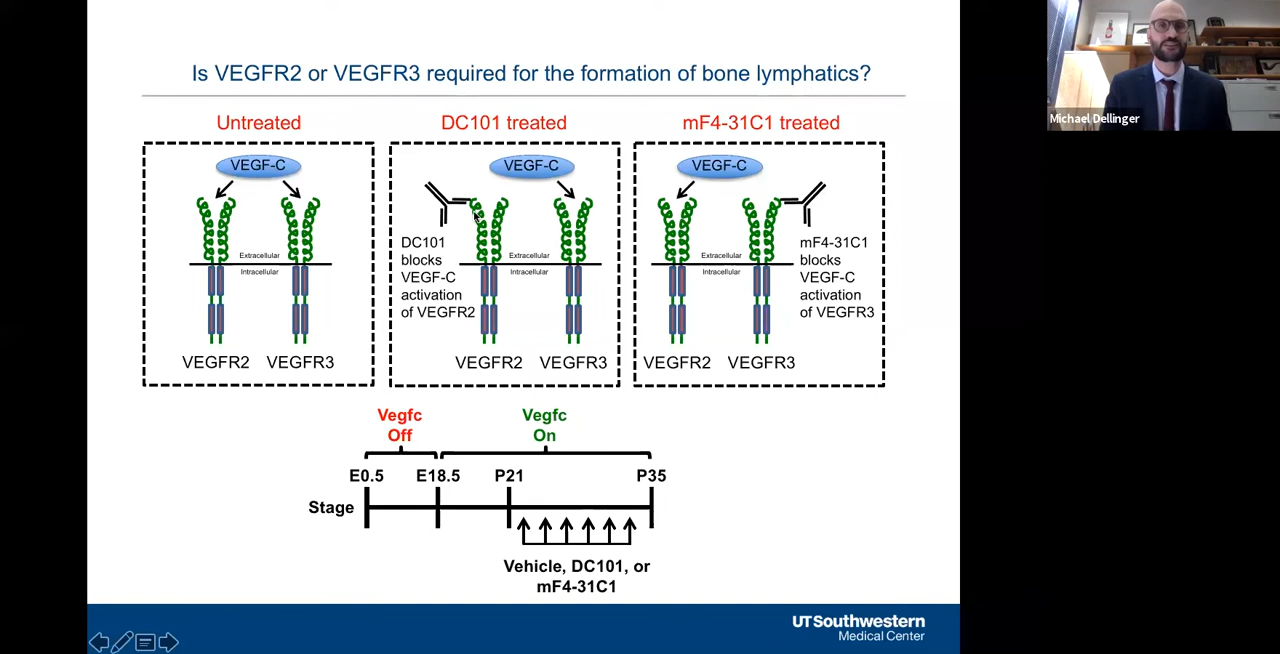 Is VEGFR2 or VEGFR3 required for the formation of bone lymphatics?
Untreated
VEGF-C
Extracellular
Intracellular
VEGFR2 VEGFR3
DC101 treated
VEGF-C
DC101
blocks
VEGF-C
activation
of VEGFR2
Extracellular
Intracellular
VEGFR2 VEGFR3
mF4-31C1 treated
VEGF-C
mF4-31C1
blocks
VEGF-C
activation
of VEGFR3
Extracellular
Intracellular
VEGFR2 VEGFR3
Vegfc
Off
Vegfc
On
E0.5 E18.5 P21 P35
Stage
Vehicle, DC101, or
mF4-31C1
UT Southwestern
Medical Center
Michael Dellinger